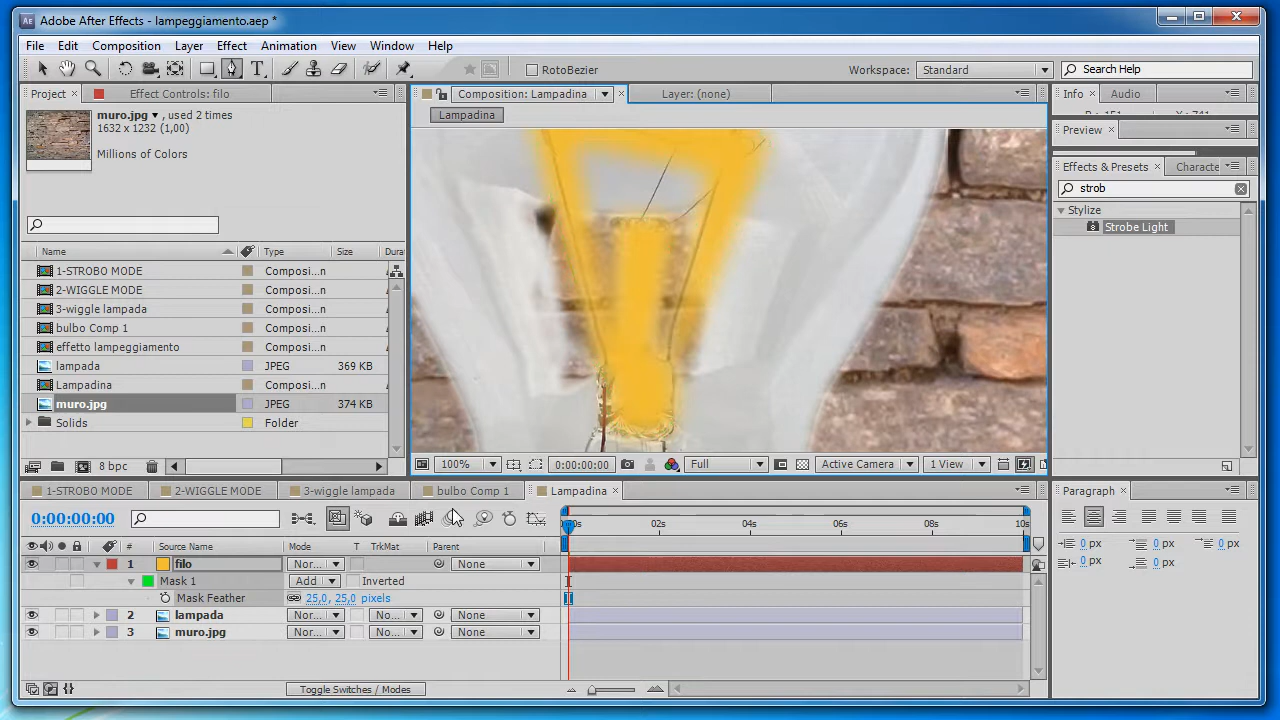 Adobe After Effects - lampeggiamento.aep *
File Edit Composition Layer Effect Animation View Window Help
RotoBezier
Workspace: Standard
Search Help
Project
Effect Controls: filo
Composition: Lampadina
Layer: (none)
Info
Audio
muro.jpg ▾ , used 2 times
1632 x 1232 (1,00)
Millions of Colors
Lampadina
Preview
Effects & Presets
Characte
strob
Stylize
Strobe Light
Name Type Size Dura
1-STROBO MODE Composi...n
2-WIGGLE MODE Composi...n
3-wiggle lampada Composi...n
bulbo Comp 1 Composi...n
effetto lampeggiamento Composi...n
lampada JPEG 369 KB
Lampadina Composi...n
muro.jpg JPEG 374 KB
Solids Folder
8 bpc
100%
0:00:00:00
Full
Active Camera
1 View
1-STROBO MODE
2-WIGGLE MODE
3-wiggle lampada
bulbo Comp 1
Lampadina
Paragraph
0:00:00:00
02s 04s 06s 08s 10s
# Source Name Mode T TrkMat Parent
1 filo Nor... None
Mask 1 Add Inverted
Mask Feather 25,0, 25,0 pixels
2 lampada Nor... No... None
3 muro.jpg Nor... No... None
Toggle Switches / Modes
0 px 0 px 0 px
0 px 0 px